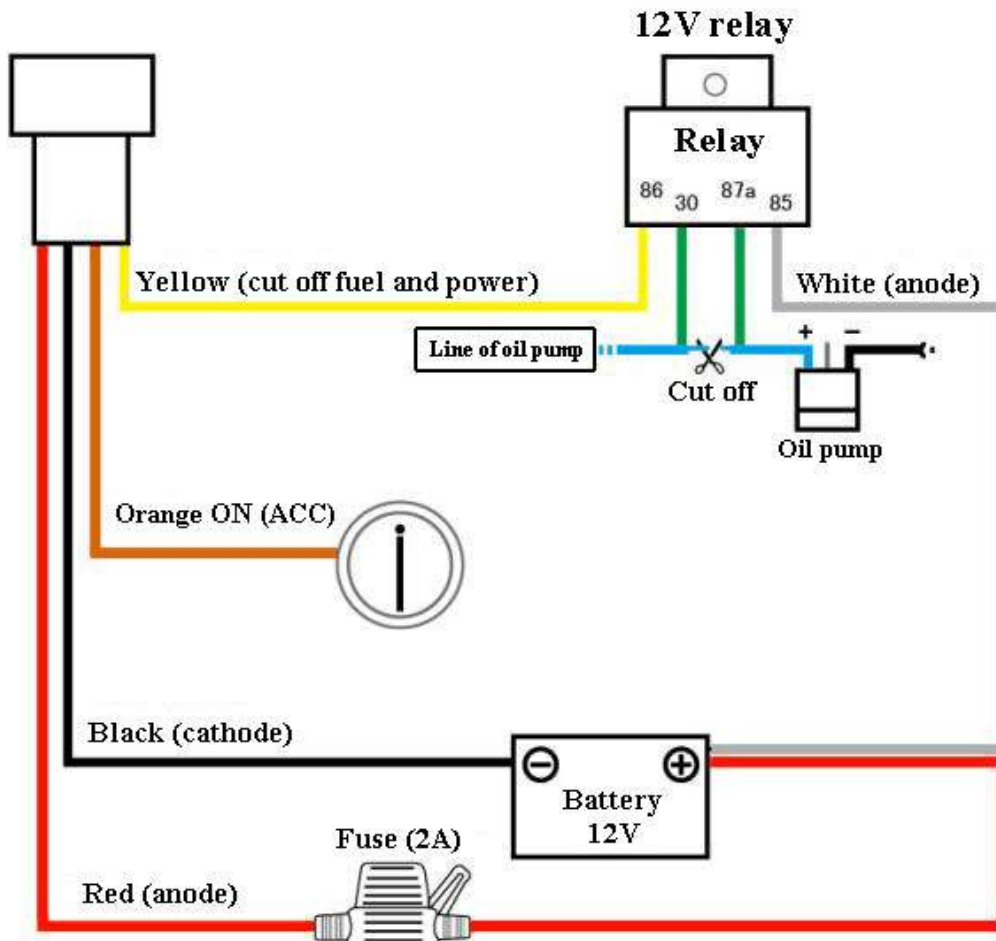 12V relay
Relay
86
30
87a
85
Yellow (cut off fuel and power)
White (anode)
Line of oil pump
+
−
Cut off
Oil pump
Orange ON (ACC)
Black (cathode)
−
+
Battery
12V
Fuse (2A)
Red (anode)